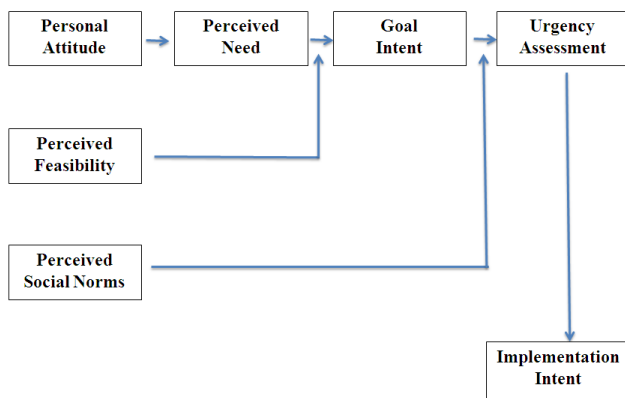 Personal
Attitude
Perceived
Need
Goal
Intent
Urgency
Assessment
Perceived
Feasibility
Perceived
Social Norms
Implementation
Intent